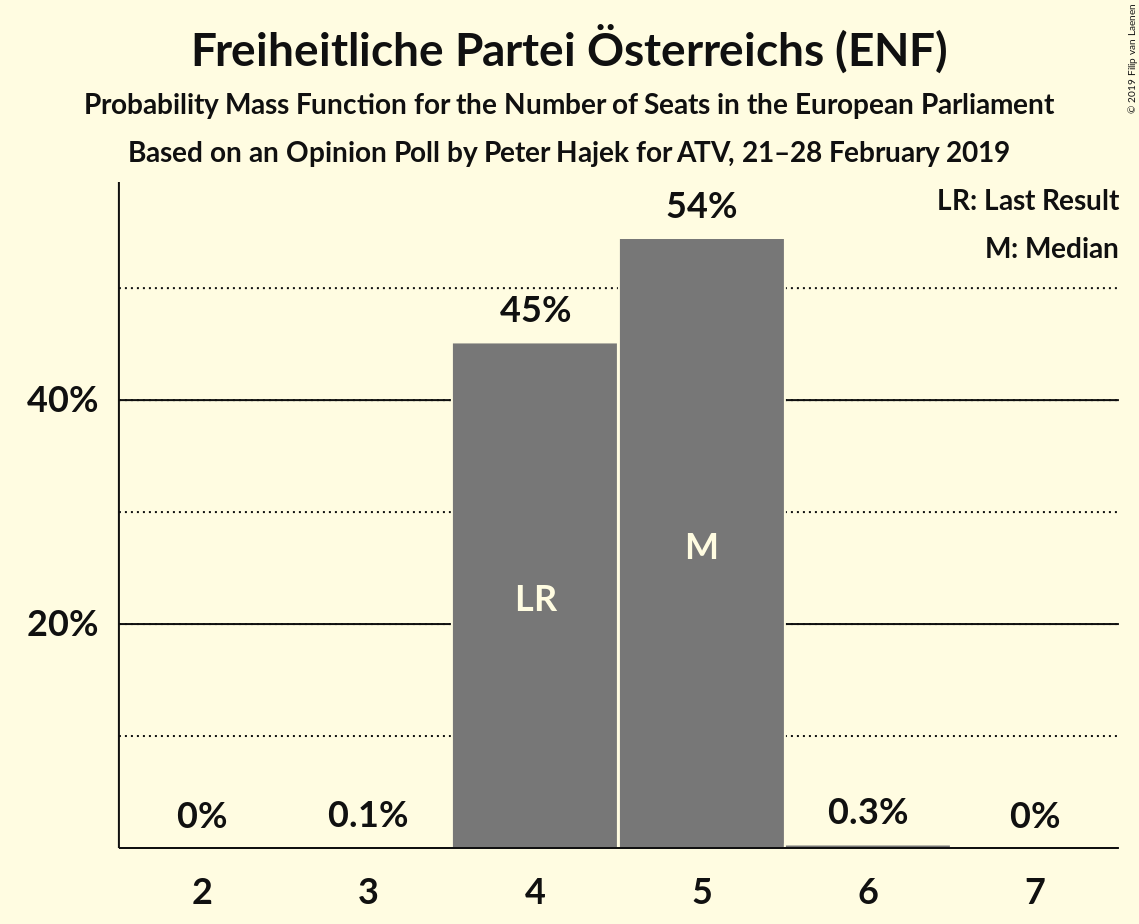 Freiheitliche Partei Österreichs (ENF)
Probability Mass Function for the Number of Seats in the European Parliament
Based on an Opinion Poll by Peter Hajek for ATV, 21–28 February 2019
© 2019 Filip van Laenen
LR: Last Result
M: Median
54%
45%
40%
M
LR
20%
0%
0.1%
0.3%
0%
2 3 4 5 6 7